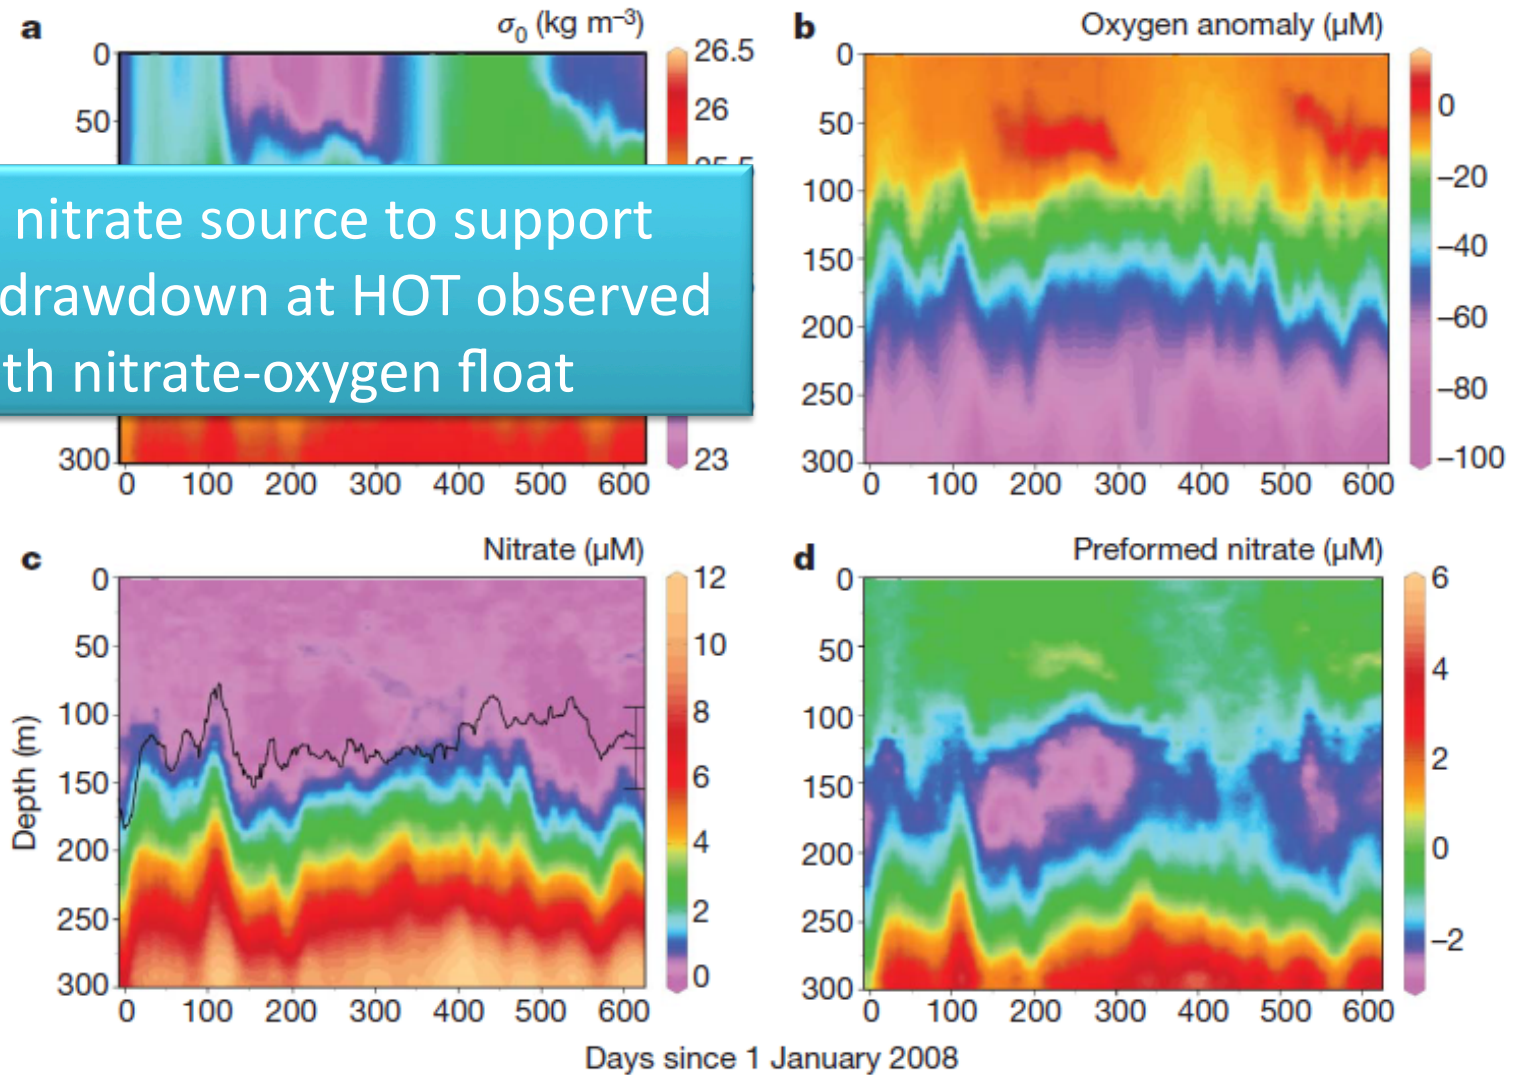 a
σ0 (kg m–3)
0
50
300
0 100 200 300 400 500 600
26.5
26
23
nitrate source to support
drawdown at HOT observed
th nitrate-oxygen float
b
Oxygen anomaly (μM)
0
50
100
150
200
250
300
0 100 200 300 400 500 600
0
–20
–40
–60
–80
–100
c
Nitrate (μM)
Depth (m)
0
50
100
150
200
250
300
0 100 200 300 400 500 600
12
10
8
6
4
2
0
d
Preformed nitrate (μM)
0
50
100
150
200
250
300
0 100 200 300 400 500 600
6
4
2
0
–2
Days since 1 January 2008